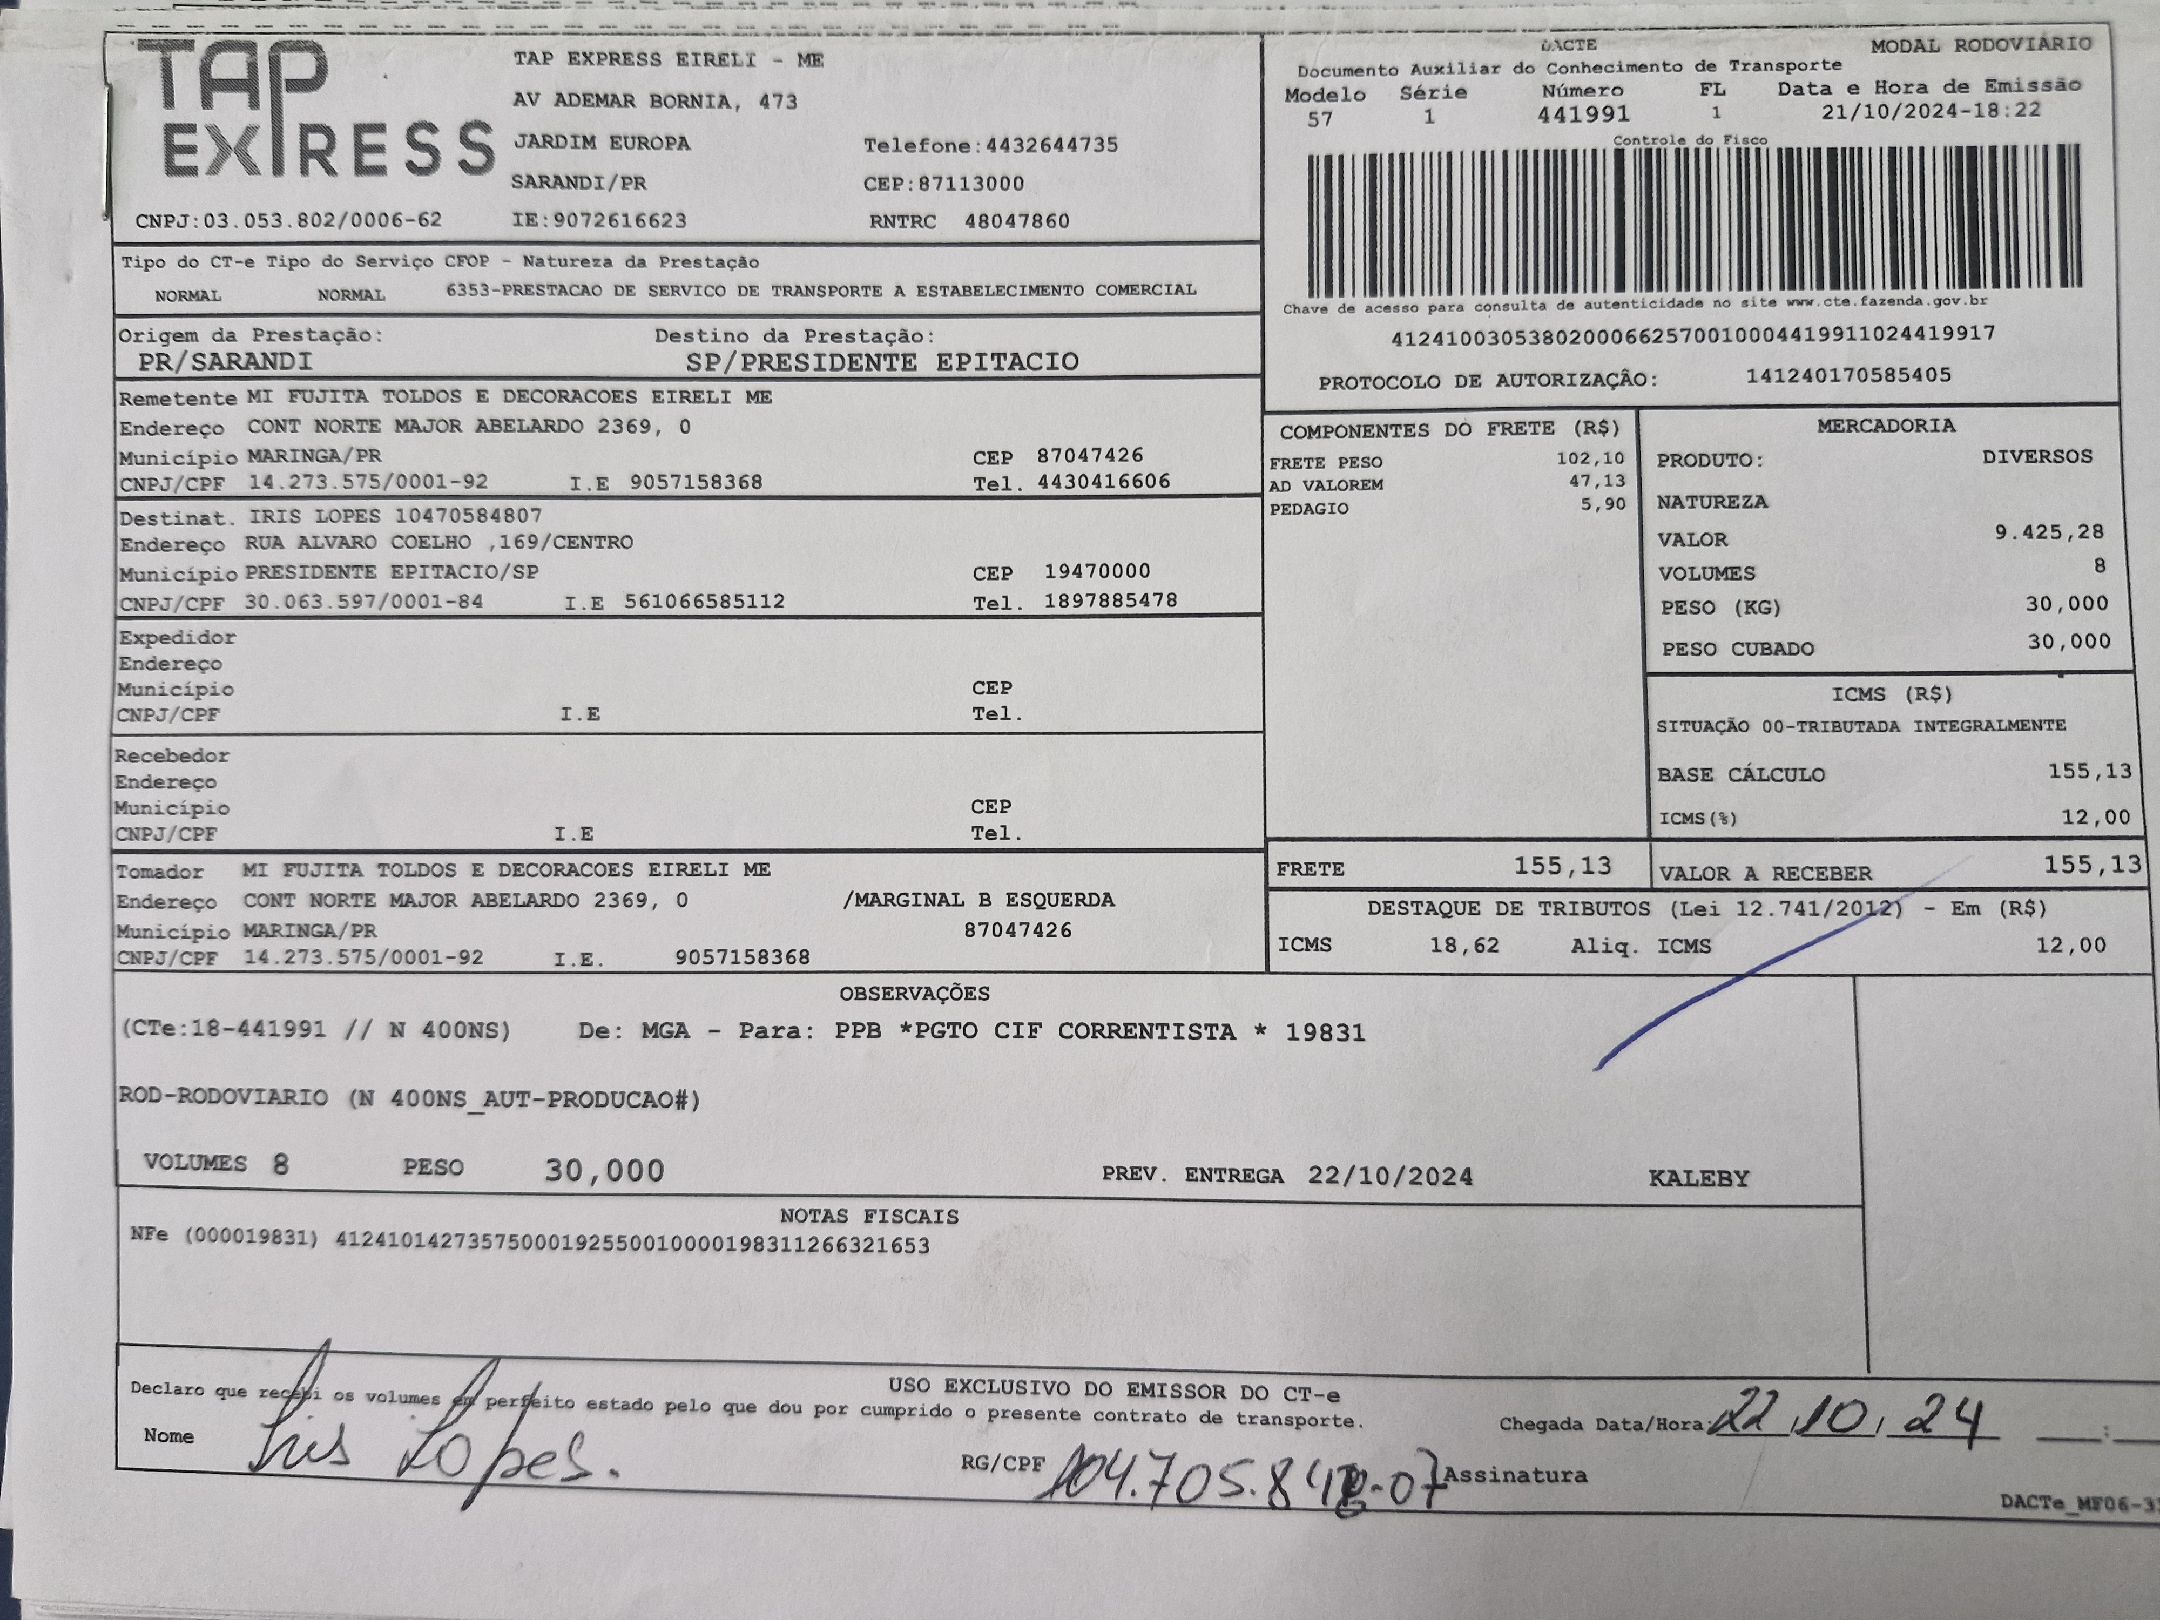 TAP EXPRESS
TAP EXPRESS EIRELI - ME
AV ADEMAR BORNIA, 473
JARDIM EUROPA Telefone:4432644735
SARANDI/PR CEP:87113000
CNPJ:03.053.802/0006-62 IE:9072616623 RNTRC 48047860
DACTE MODAL RODOVIÁRIO
Documento Auxiliar do Conhecimento de Transporte
Modelo Série Número FL Data e Hora de Emissão
57 1 441991 1 21/10/2024-18:22
Controle do Fisco
Chave de acesso para consulta de autenticidade no site www.cte.fazenda.gov.br
41241003053802000662570010004419911024419917
PROTOCOLO DE AUTORIZAÇÃO: 141240170585405
Tipo do CT-e Tipo do Serviço CFOP - Natureza da Prestação
NORMAL NORMAL 6353-PRESTACAO DE SERVICO DE TRANSPORTE A ESTABELECIMENTO COMERCIAL
Origem da Prestação: Destino da Prestação:
PR/SARANDI SP/PRESIDENTE EPITACIO
Remetente MI FUJITA TOLDOS E DECORACOES EIRELI ME
Endereço CONT NORTE MAJOR ABELARDO 2369, 0
Município MARINGA/PR CEP 87047426
CNPJ/CPF 14.273.575/0001-92 I.E 9057158368 Tel. 4430416606
Destinat. IRIS LOPES 10470584807
Endereço RUA ALVARO COELHO ,169/CENTRO
Município PRESIDENTE EPITACIO/SP CEP 19470000
CNPJ/CPF 30.063.597/0001-84 I.E 561066585112 Tel. 1897885478
Expedidor
Endereço
Município CEP
CNPJ/CPF I.E Tel.
Recebedor
Endereço
Município CEP
CNPJ/CPF I.E Tel.
Tomador MI FUJITA TOLDOS E DECORACOES EIRELI ME
Endereço CONT NORTE MAJOR ABELARDO 2369, 0 /MARGINAL B ESQUERDA
Município MARINGA/PR 87047426
CNPJ/CPF 14.273.575/0001-92 I.E. 9057158368
COMPONENTES DO FRETE (R$)
FRETE PESO 102,10
AD VALOREM 47,13
PEDAGIO 5,90
MERCADORIA
PRODUTO: DIVERSOS
NATUREZA
VALOR 9.425,28
VOLUMES 8
PESO (KG) 30,000
PESO CUBADO 30,000
ICMS (R$)
SITUAÇÃO 00-TRIBUTADA INTEGRALMENTE
BASE CÁLCULO 155,13
ICMS(%) 12,00
FRETE 155,13 VALOR A RECEBER 155,13
DESTAQUE DE TRIBUTOS (Lei 12.741/2012) - Em (R$)
ICMS 18,62 Aliq. ICMS 12,00
OBSERVAÇÕES
(CTe:18-441991 // N 400NS) De: MGA - Para: PPB *PGTO CIF CORRENTISTA * 19831
ROD-RODOVIARIO (N 400NS_AUT-PRODUCAO#)
VOLUMES 8 PESO 30,000 PREV. ENTREGA 22/10/2024 KALEBY
NOTAS FISCAIS
NFe (000019831) 41241014273575000192550010000198311266321653
USO EXCLUSIVO DO EMISSOR DO CT-e
Declaro que recebi os volumes em perfeito estado pelo que dou por cumprido o presente contrato de transporte.
Chegada Data/Hora: 22 10 24 :
Nome Iris Lopes. RG/CPF 104.705.848-07 Assinatura